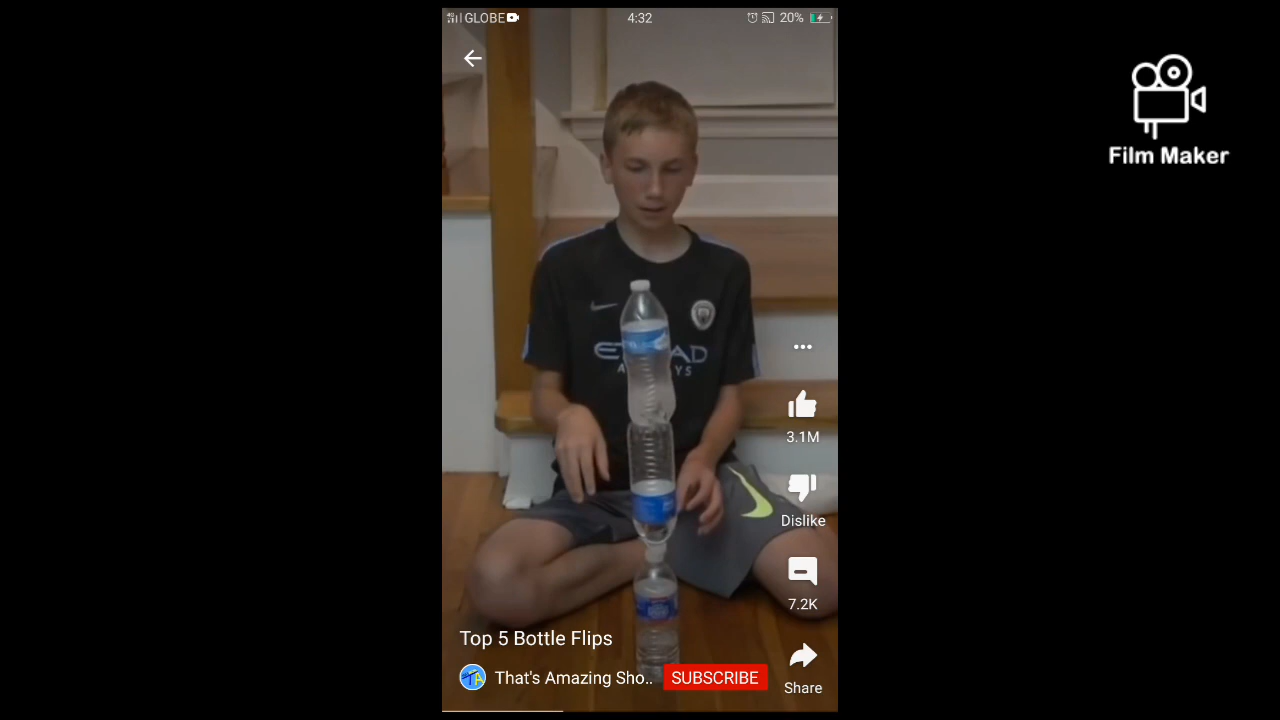 GLOBE
4:32
20%
Film Maker
ETIHAD
3.1M
Dislike
7.2K
Top 5 Bottle Flips
That's Amazing Sho..
SUBSCRIBE
Share